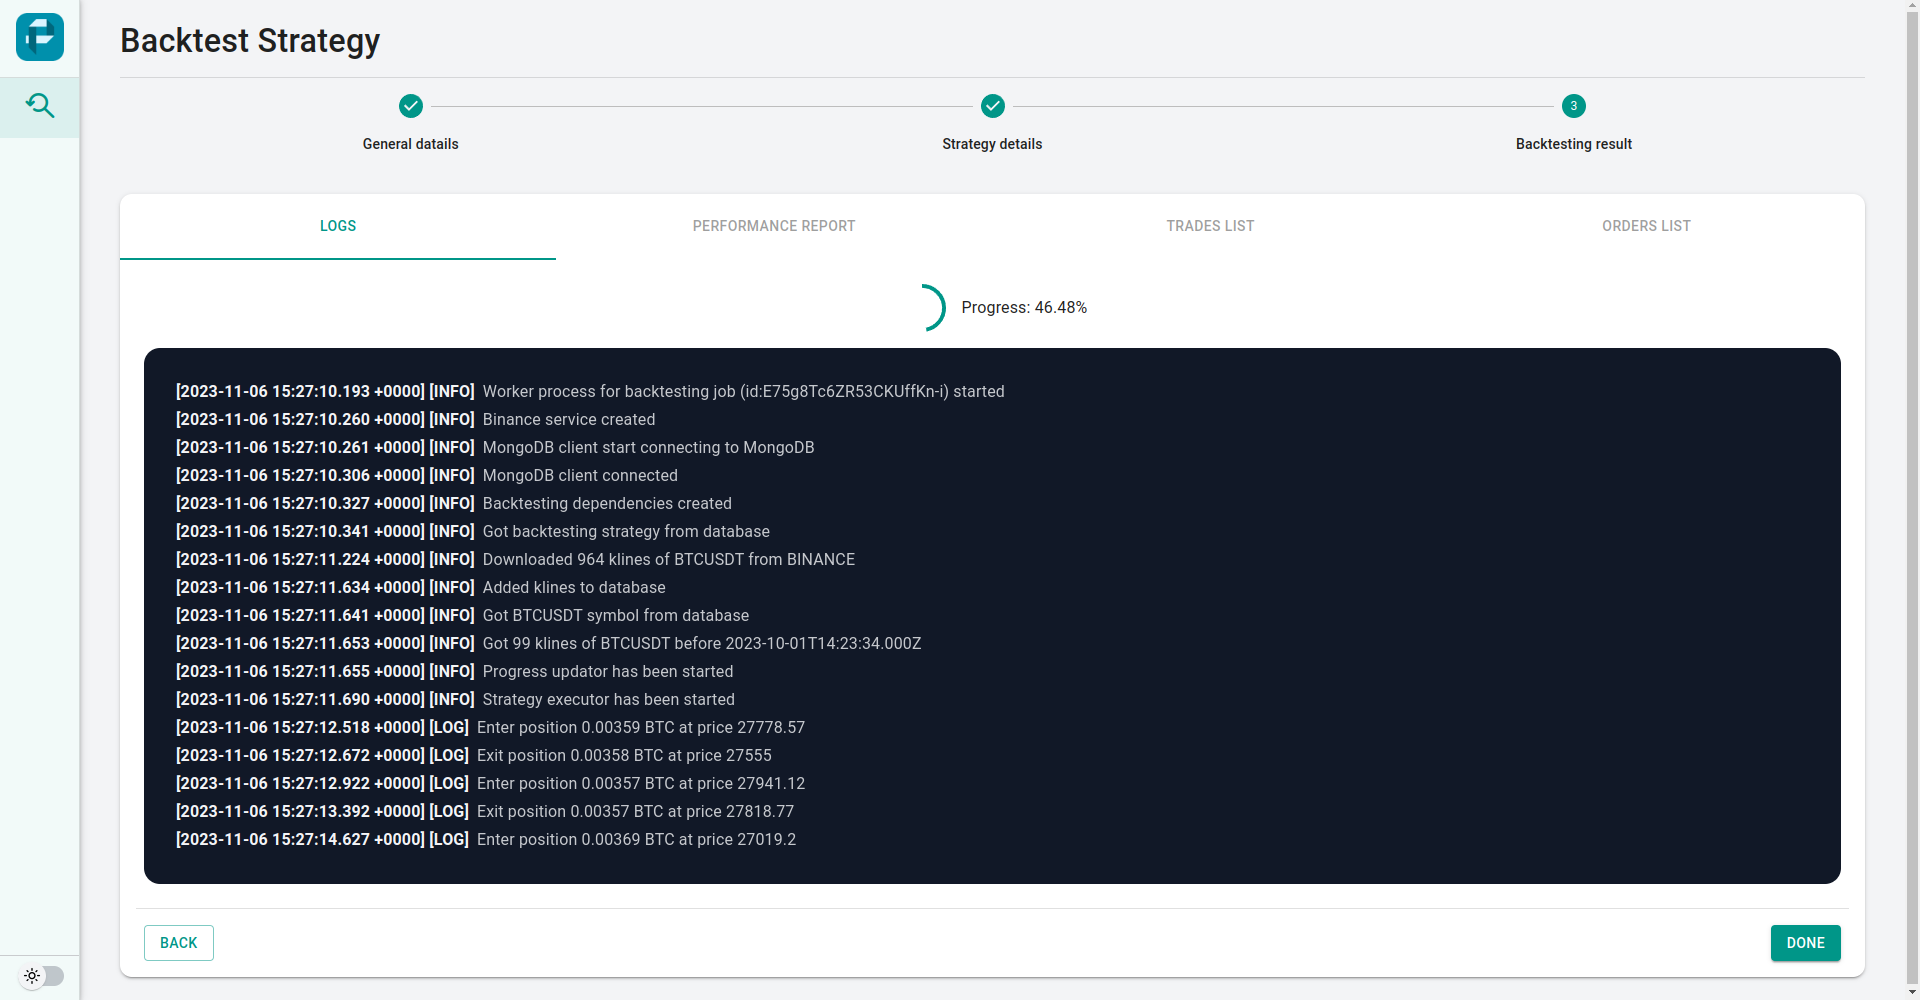 Backtest Strategy
3
General datails
Strategy details
Backtesting result
LOGS
PERFORMANCE REPORT
TRADES LIST
ORDERS LIST
Progress: 46.48%
[2023-11-06 15:27:10.193 +0000] [INFO] Worker process for backtesting job (id:E75g8Tc6ZR53CKUffKn-i) started
[2023-11-06 15:27:10.260 +0000] [INFO] Binance service created
[2023-11-06 15:27:10.261 +0000] [INFO] MongoDB client start connecting to MongoDB
[2023-11-06 15:27:10.306 +0000] [INFO] MongoDB client connected
[2023-11-06 15:27:10.327 +0000] [INFO] Backtesting dependencies created
[2023-11-06 15:27:10.341 +0000] [INFO] Got backtesting strategy from database
[2023-11-06 15:27:11.224 +0000] [INFO] Downloaded 964 klines of BTCUSDT from BINANCE
[2023-11-06 15:27:11.634 +0000] [INFO] Added klines to database
[2023-11-06 15:27:11.641 +0000] [INFO] Got BTCUSDT symbol from database
[2023-11-06 15:27:11.653 +0000] [INFO] Got 99 klines of BTCUSDT before 2023-10-01T14:23:34.000Z
[2023-11-06 15:27:11.655 +0000] [INFO] Progress updator has been started
[2023-11-06 15:27:11.690 +0000] [INFO] Strategy executor has been started
[2023-11-06 15:27:12.518 +0000] [LOG] Enter position 0.00359 BTC at price 27778.57
[2023-11-06 15:27:12.672 +0000] [LOG] Exit position 0.00358 BTC at price 27555
[2023-11-06 15:27:12.922 +0000] [LOG] Enter position 0.00357 BTC at price 27941.12
[2023-11-06 15:27:13.392 +0000] [LOG] Exit position 0.00357 BTC at price 27818.77
[2023-11-06 15:27:14.627 +0000] [LOG] Enter position 0.00369 BTC at price 27019.2
BACK
DONE